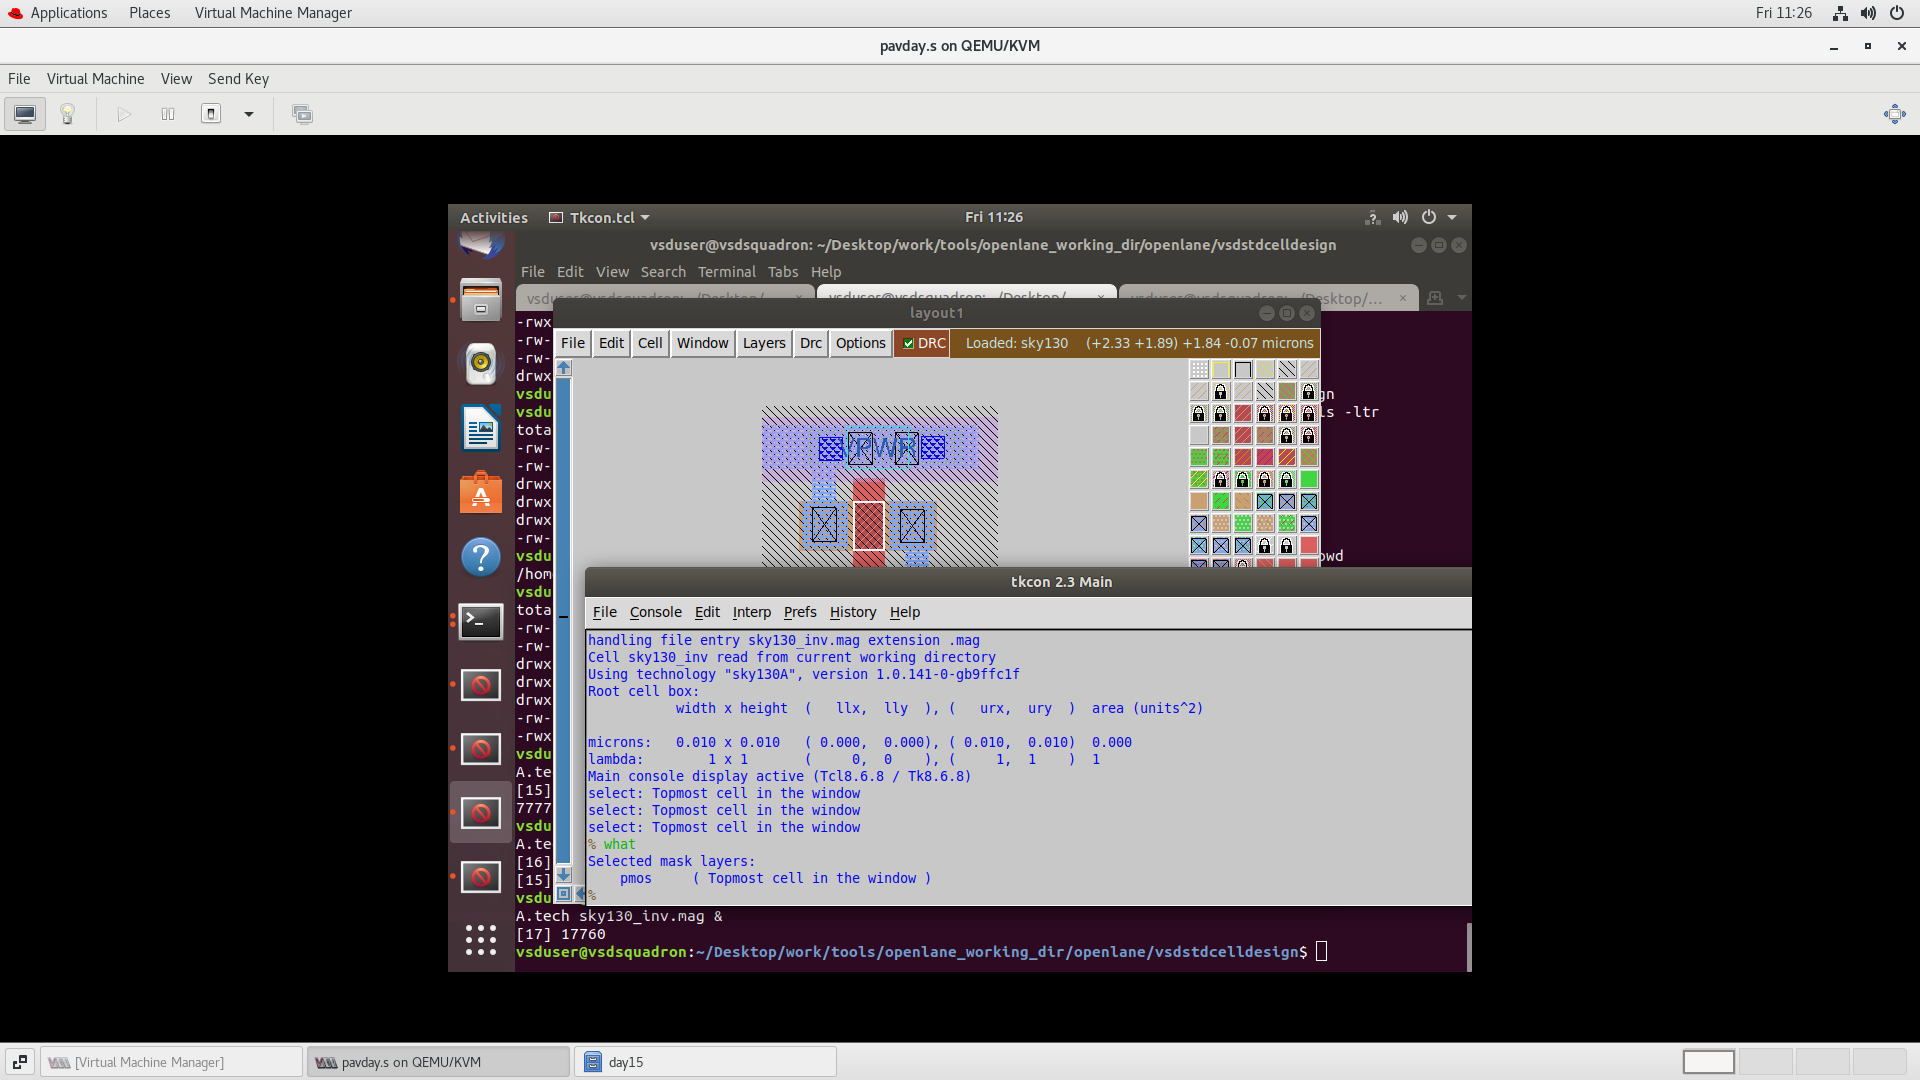 Applications Places Virtual Machine Manager Fri 11:26
pavday.s on QEMU/KVM
File Virtual Machine View Send Key
Activities Tkcon.tcl Fri 11:26
vsduser@vsdsquadron: ~/Desktop/work/tools/openlane_working_dir/openlane/vsdstdcelldesign
File Edit View Search Terminal Tabs Help
vsduser@vsdsquadron: ~/Desktop/... × vsduser@vsdsquadron: ~/Desktop/... × vsduser@vsdsquadron: ~/Desktop/... ×
layout1
File Edit Cell Window Layers Drc Options DRC Loaded: sky130 (+2.33 +1.89) +1.84 -0.07 microns
-rwx
-rw-
-rw-
drwx
vsdu gn
vsdu ls -ltr
tota
-rw-
VPWR
-rw-
drwx
drwx
drwx
-rw-
vsdu pwd
/hom
vsdu
tota
-rw-
-rw-
drwx
drwx
drwx
-rw-
-rwx
vsdu
A.te
[15]
7777
vsdu
A.te
[16]
[15]
vsdu
tkcon 2.3 Main
File Console Edit Interp Prefs History Help
handling file entry sky130_inv.mag extension .mag
Cell sky130_inv read from current working directory
Using technology "sky130A", version 1.0.141-0-gb9ffc1f
Root cell box:
width x height ( llx, lly ), ( urx, ury ) area (units^2)
microns: 0.010 x 0.010 ( 0.000, 0.000), ( 0.010, 0.010) 0.000
lambda: 1 x 1 ( 0, 0 ), ( 1, 1 ) 1
Main console display active (Tcl8.6.8 / Tk8.6.8)
select: Topmost cell in the window
select: Topmost cell in the window
select: Topmost cell in the window
% what
Selected mask layers:
pmos ( Topmost cell in the window )
%
A.tech sky130_inv.mag &
[17] 17760
vsduser@vsdsquadron:~/Desktop/work/tools/openlane_working_dir/openlane/vsdstdcelldesign$
[Virtual Machine Manager] pavday.s on QEMU/KVM day15